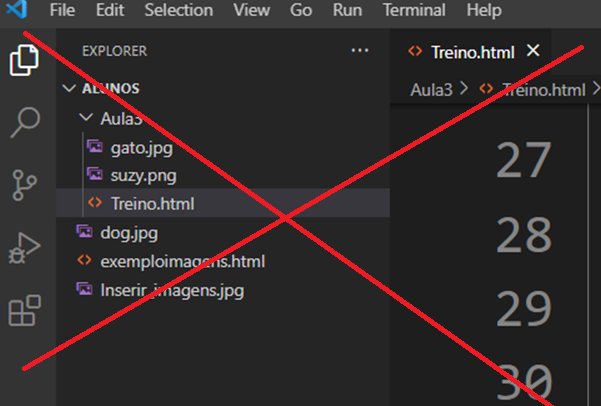 File Edit Selection View Go Run Terminal Help
EXPLORER
ALUNOS
Aula3
gato.jpg
suzy.png
Treino.html
dog.jpg
exemploimagens.html
Inserir_imagens.jpg
Treino.html
Aula3 > Treino.html >
27
28
29
30